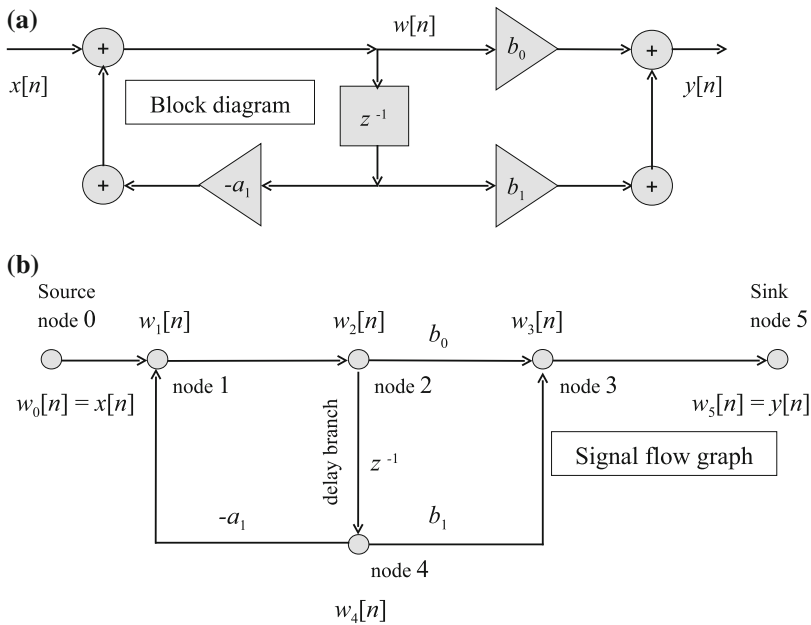 (a)
w[n]
b0
+
+
x[n]
Block diagram
y[n]
z -1
+
-a1
b1
+
(b)
Source
node 0
Sink
node 5
w1[n]
w2[n]
b0
w3[n]
node 1
node 2
node 3
w0[n] = x[n]
w5[n] = y[n]
delay branch
z -1
Signal flow graph
-a1
b1
node 4
w4[n]